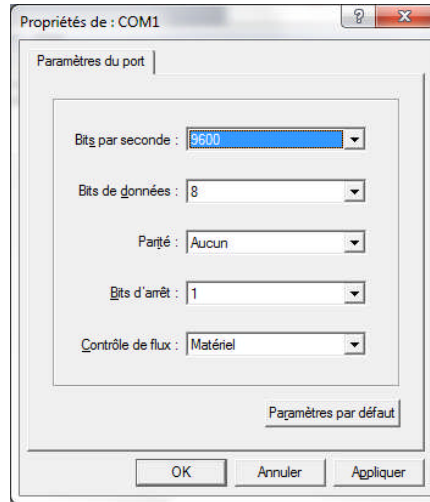 Propriétés de : COM1
Paramètres du port
Bits par seconde : 9600
Bits de données : 8
Parité : Aucun
Bits d'arrêt : 1
Contrôle de flux : Matériel
Paramètres par défaut
OK Annuler Appliquer